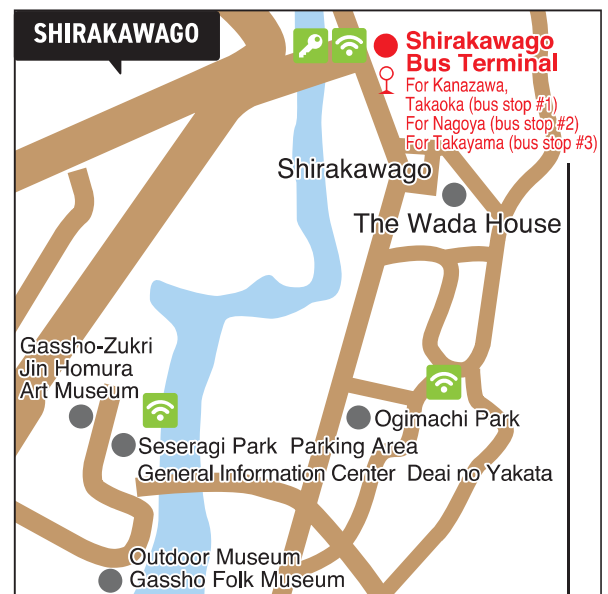 SHIRAKAWAGO
Shirakawago
Bus Terminal
For Kanazawa,
Takaoka (bus stop #1)
For Nagoya (bus stop #2)
For Takayama (bus stop #3)
Shirakawago
The Wada House
Gassho-Zukri
Jin Homura
Art Museum
Ogimachi Park
Seseragi Park Parking Area
General Information Center Deai no Yakata
Outdoor Museum
Gassho Folk Museum